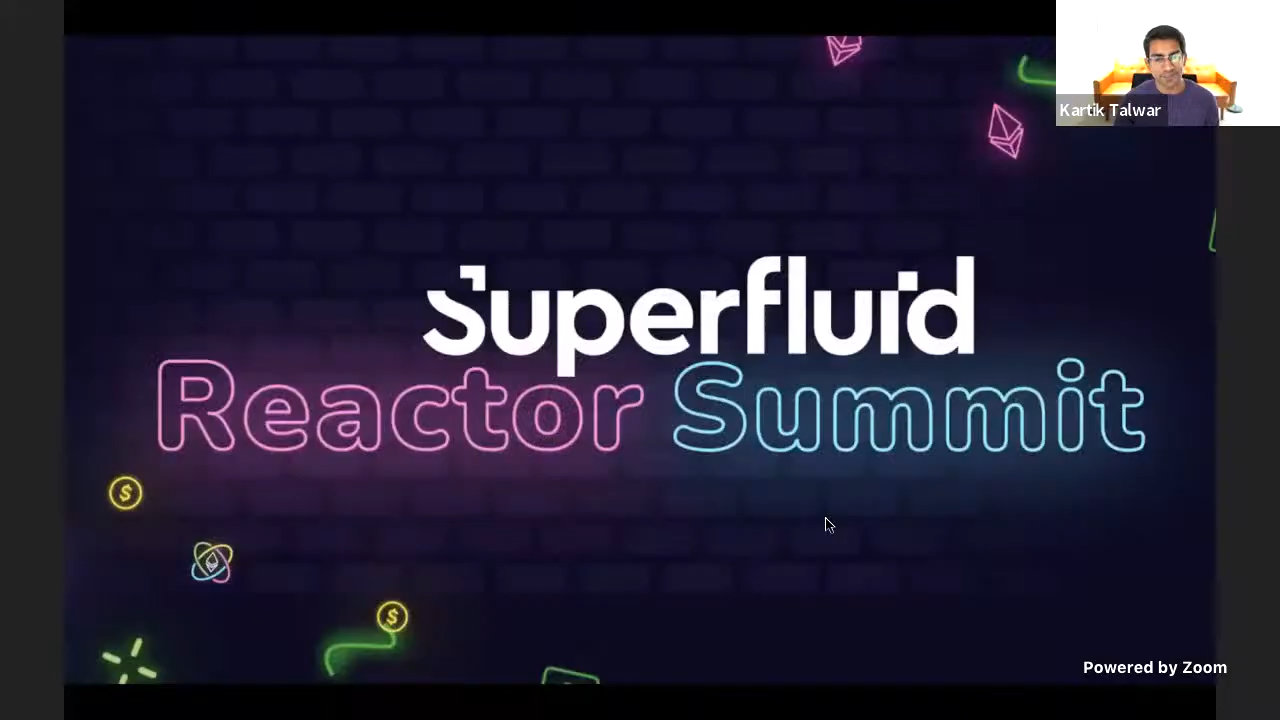 Kartik Talwar
Superfluid
Reactor Summit
$
$
Powered by Zoom